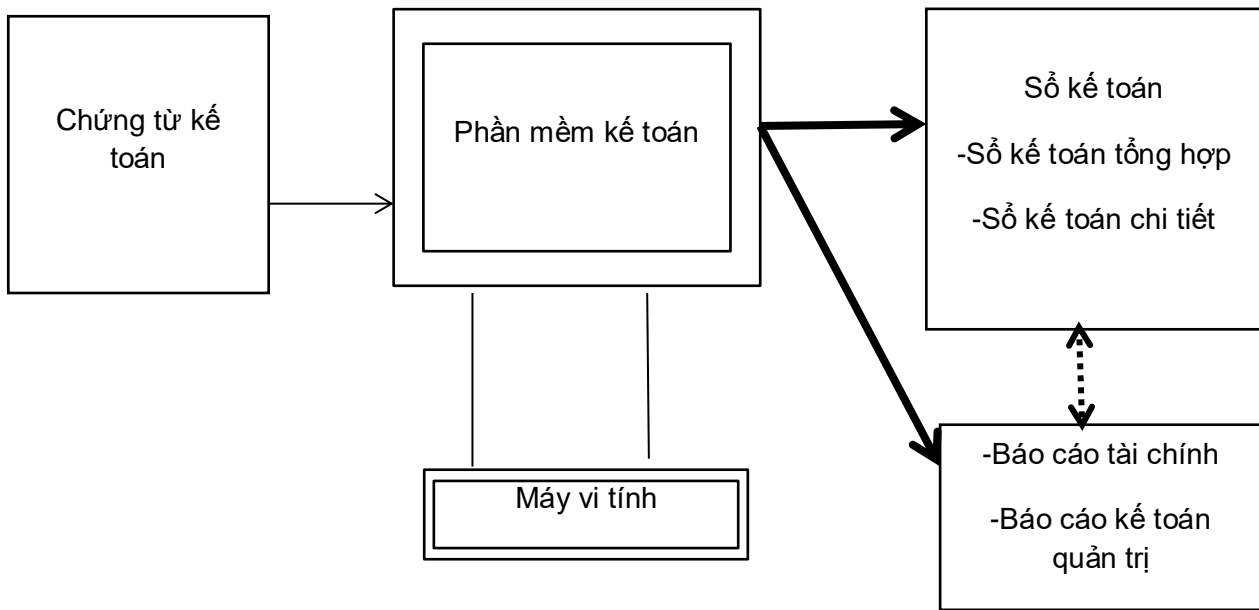 Chứng từ kế
toán
Phần mềm kế toán
Sổ kế toán
-Sổ kế toán tổng hợp
-Sổ kế toán chi tiết
Máy vi tính
-Báo cáo tài chính
-Báo cáo kế toán
quản trị